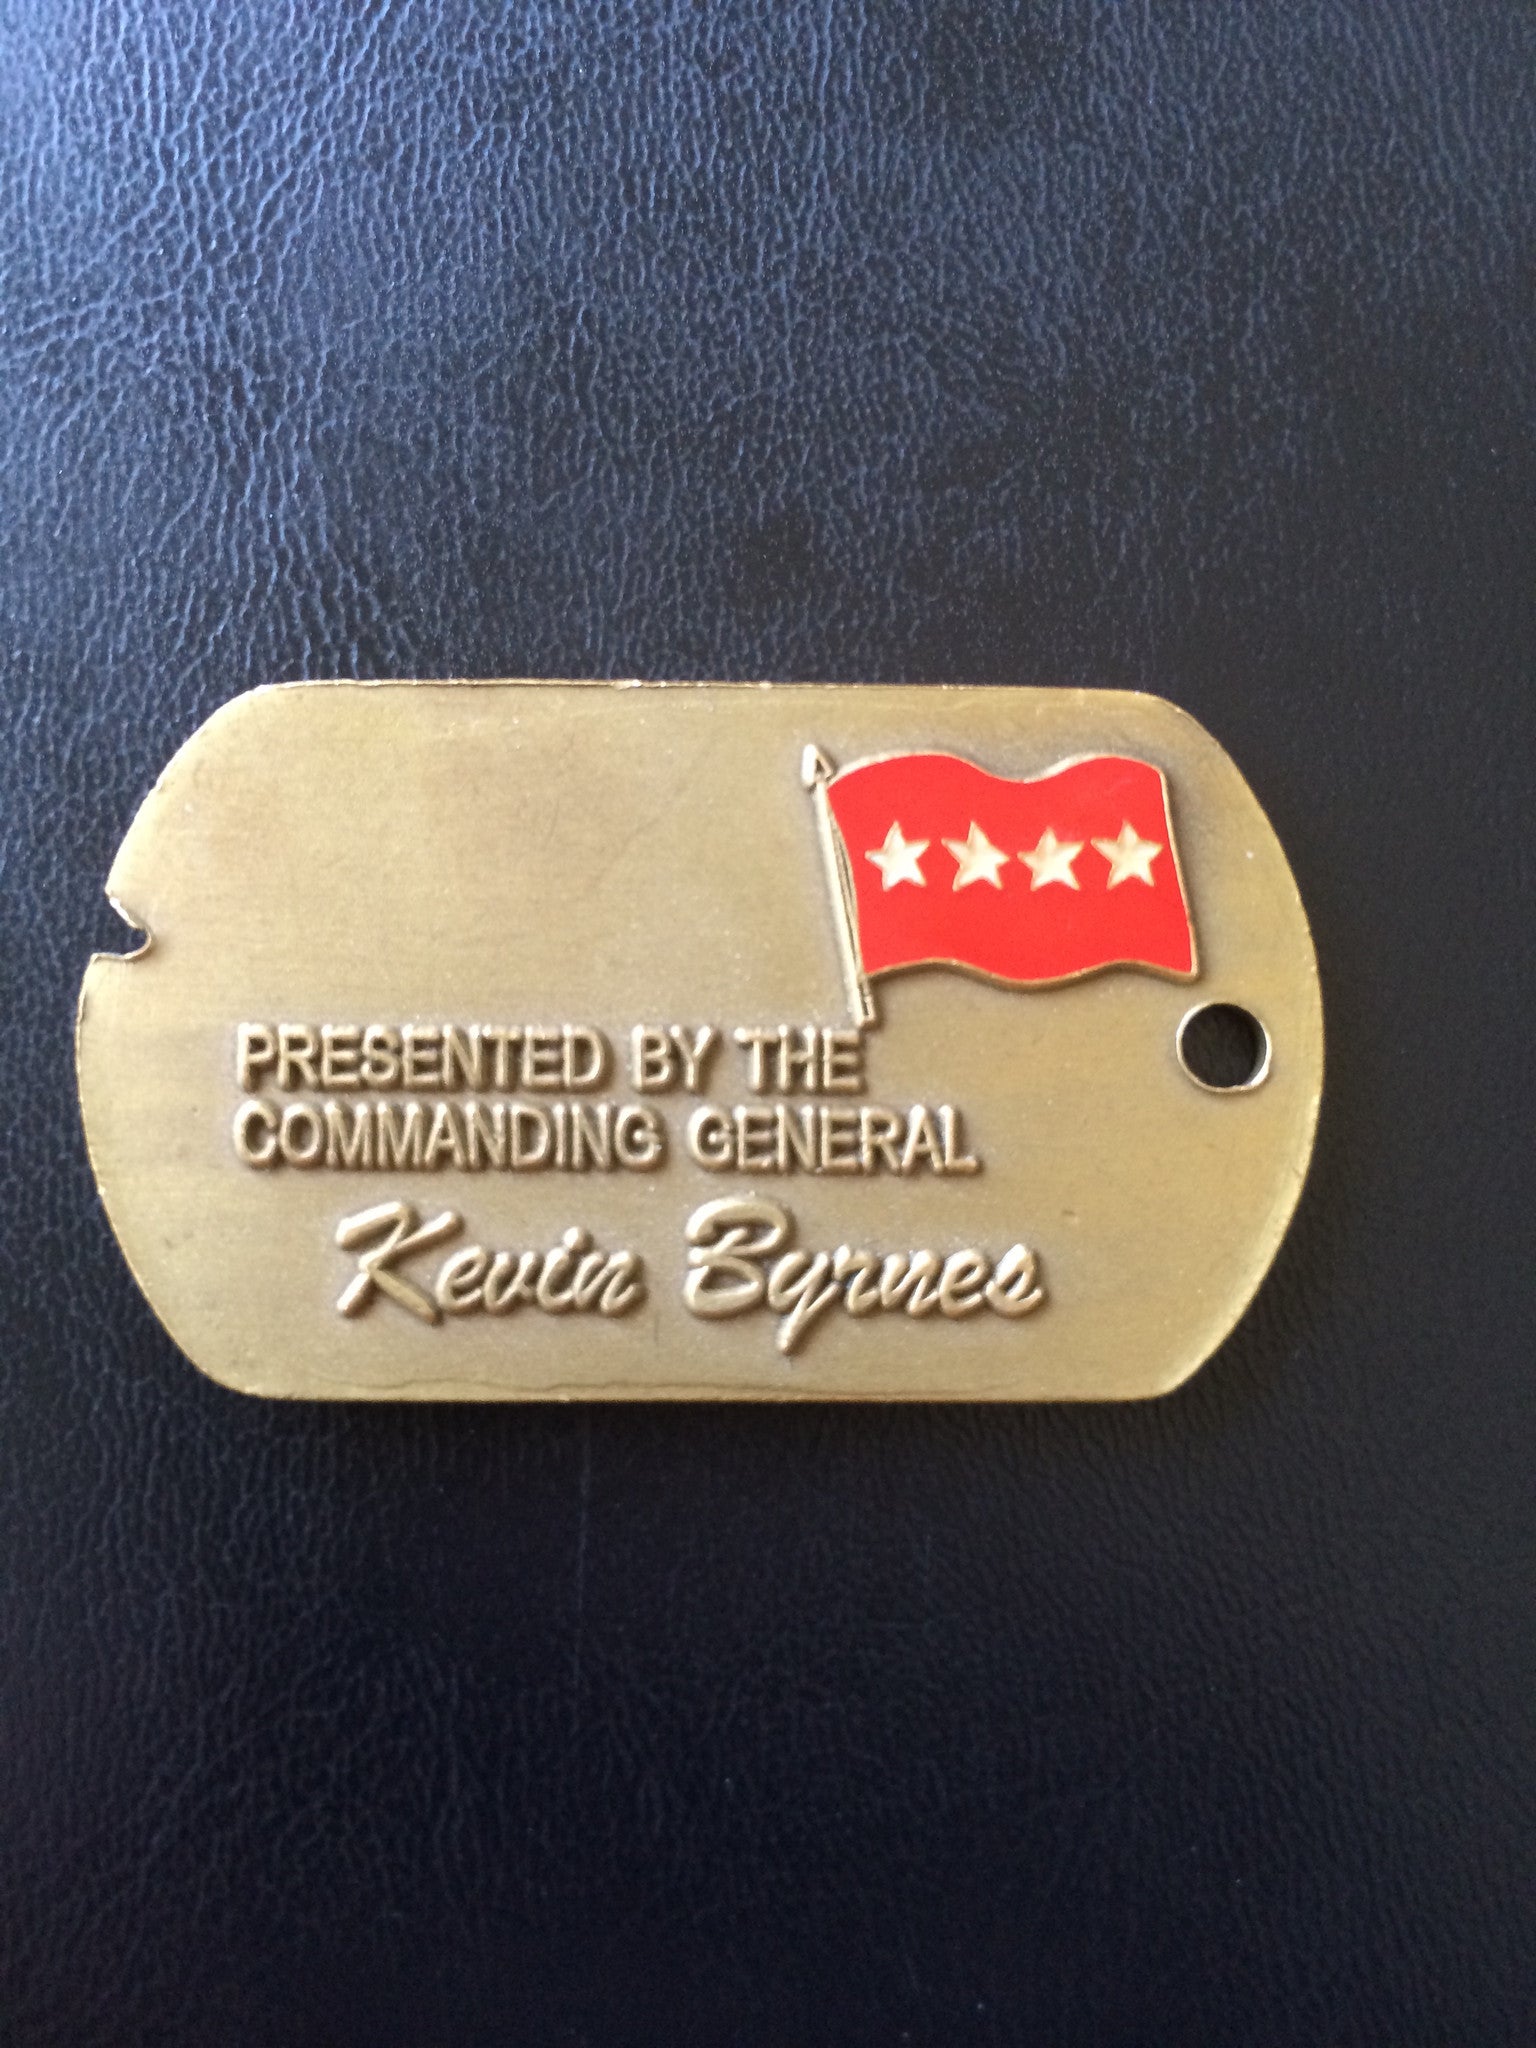 PRESENTED BY THE
COMMANDING GENERAL
Kevin Byrnes